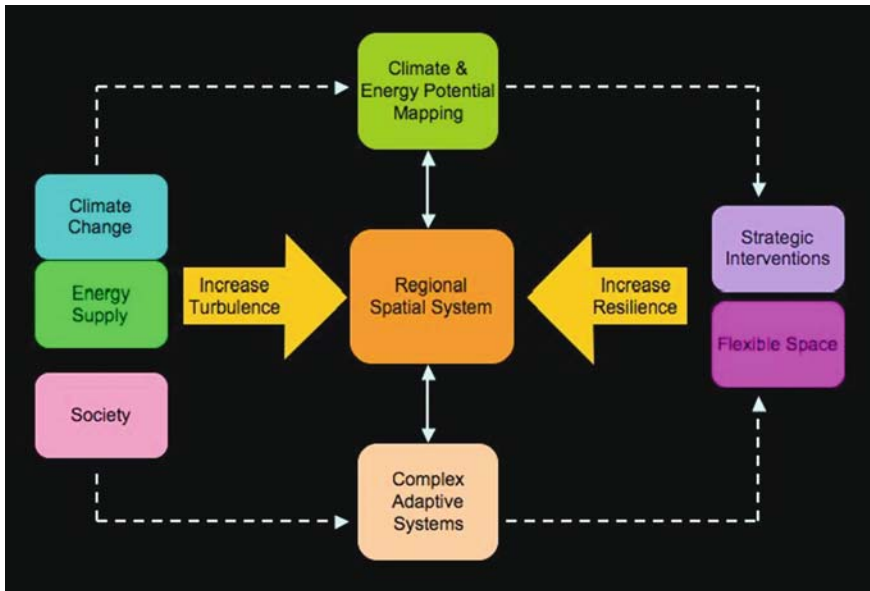 Climate &
Energy Potential
Mapping
Climate
Change
Energy
Supply
Society
Increase
Turbulence
Regional
Spatial System
Increase
Resilience
Strategic
Interventions
Flexible Space
Complex
Adaptive
Systems